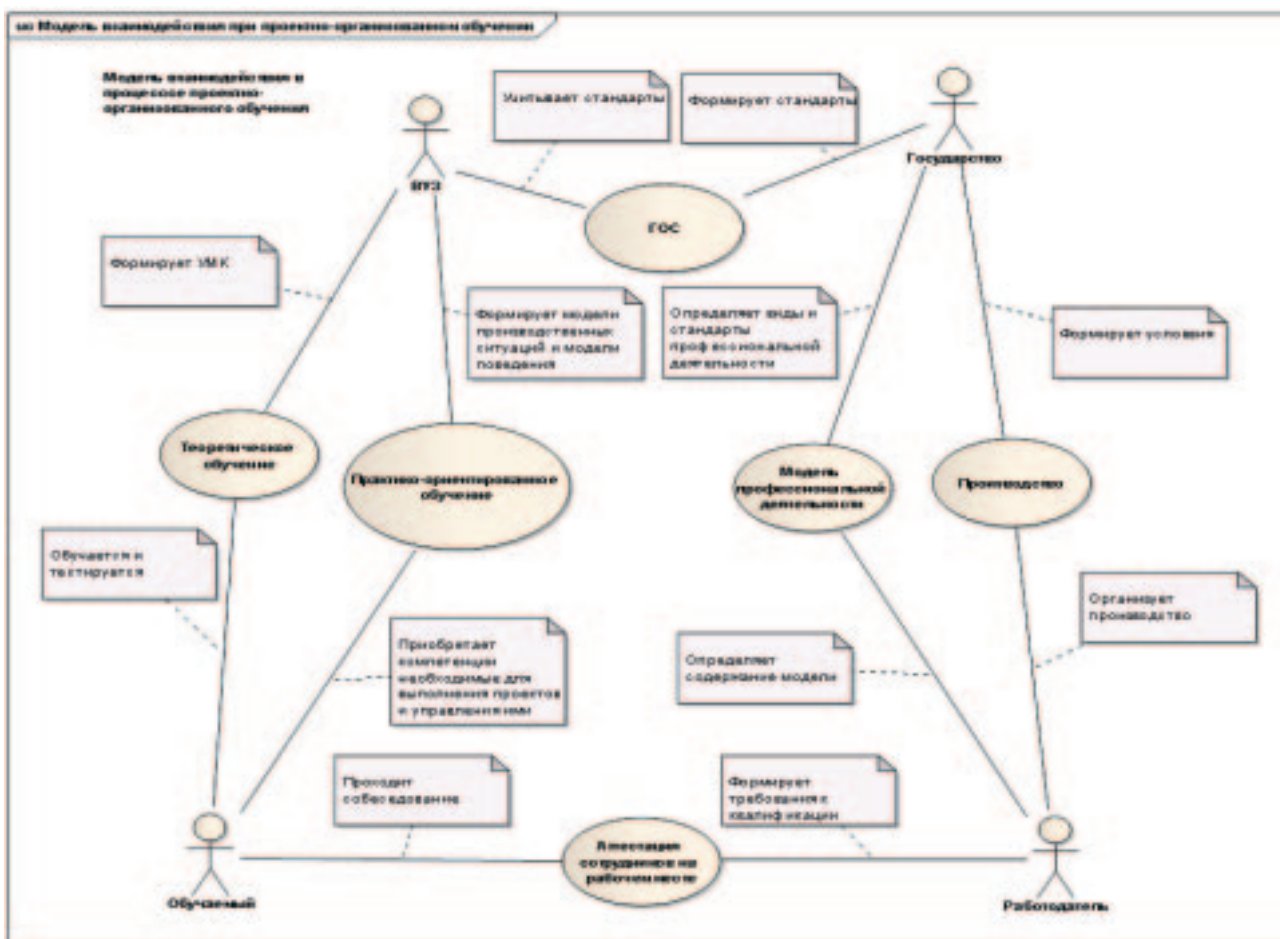 uc Модель взаимодействия при проектно-организованном обучении
Модель взаимодействия в
процессе проектно-
организованного обучения
Учитывает стандарты
Формирует стандарты
ВУЗ
Государство
ГОС
Формирует УМК
Формирует модели
производственных
ситуаций и модели
поведения
Определяет виды и
стандарты
профессиональной
деятельности
Формирует условия
Теоретическое
обучение
Практико-ориентированное
обучение
Модель
профессиональной
деятельности
Производство
Обучается и
тестируется
Организует
производство
Приобретает
компетенции
необходимые для
выполнения проектов
и управления ими
Определяет
содержание модели
Проходит
собеседование
Формирует
требования к
квалификации
Аттестация
сотрудников на
рабочем месте
Обучаемый
Работодатель